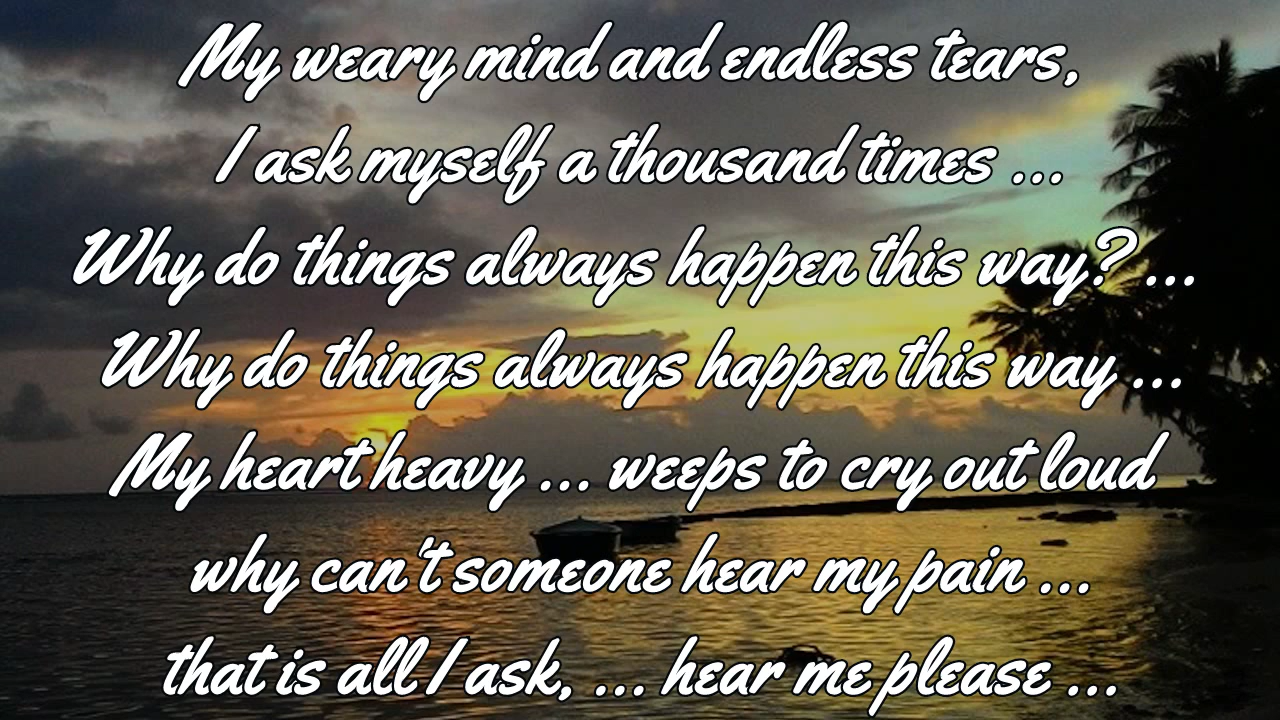 My weary mind and endless tears,
I ask myself a thousand times ...
Why do things always happen this way? ...
Why do things always happen this way ...
My heart heavy ... weeps to cry out loud
why can't someone hear my pain ...
that is all I ask, ... hear me please ...